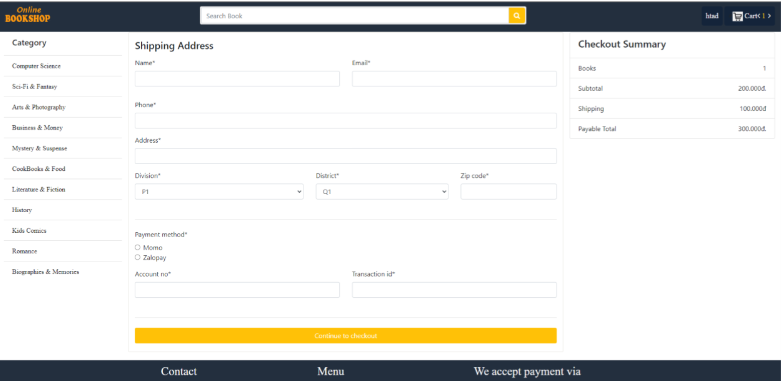 Online
BOOKSHOP
Search Book
htad
Cart< 1 >
Category
Computer Science
Sci-Fi & Fantasy
Arts & Photography
Business & Money
Mystery & Suspense
CookBooks & Food
Literature & Fiction
History
Kids Comics
Romance
Biographies & Memories
Shipping Address
Name* Email*
Phone*
Address*
Division* District* Zip code*
P1 Q1
Payment method*
Momo
Zalopay
Account no* Transaction id*
Continue to checkout
Checkout Summary
Books 1
Subtotal 200.000đ.
Shipping 100.000đ
Payable Total 300.000đ.
Contact Menu We accept payment via